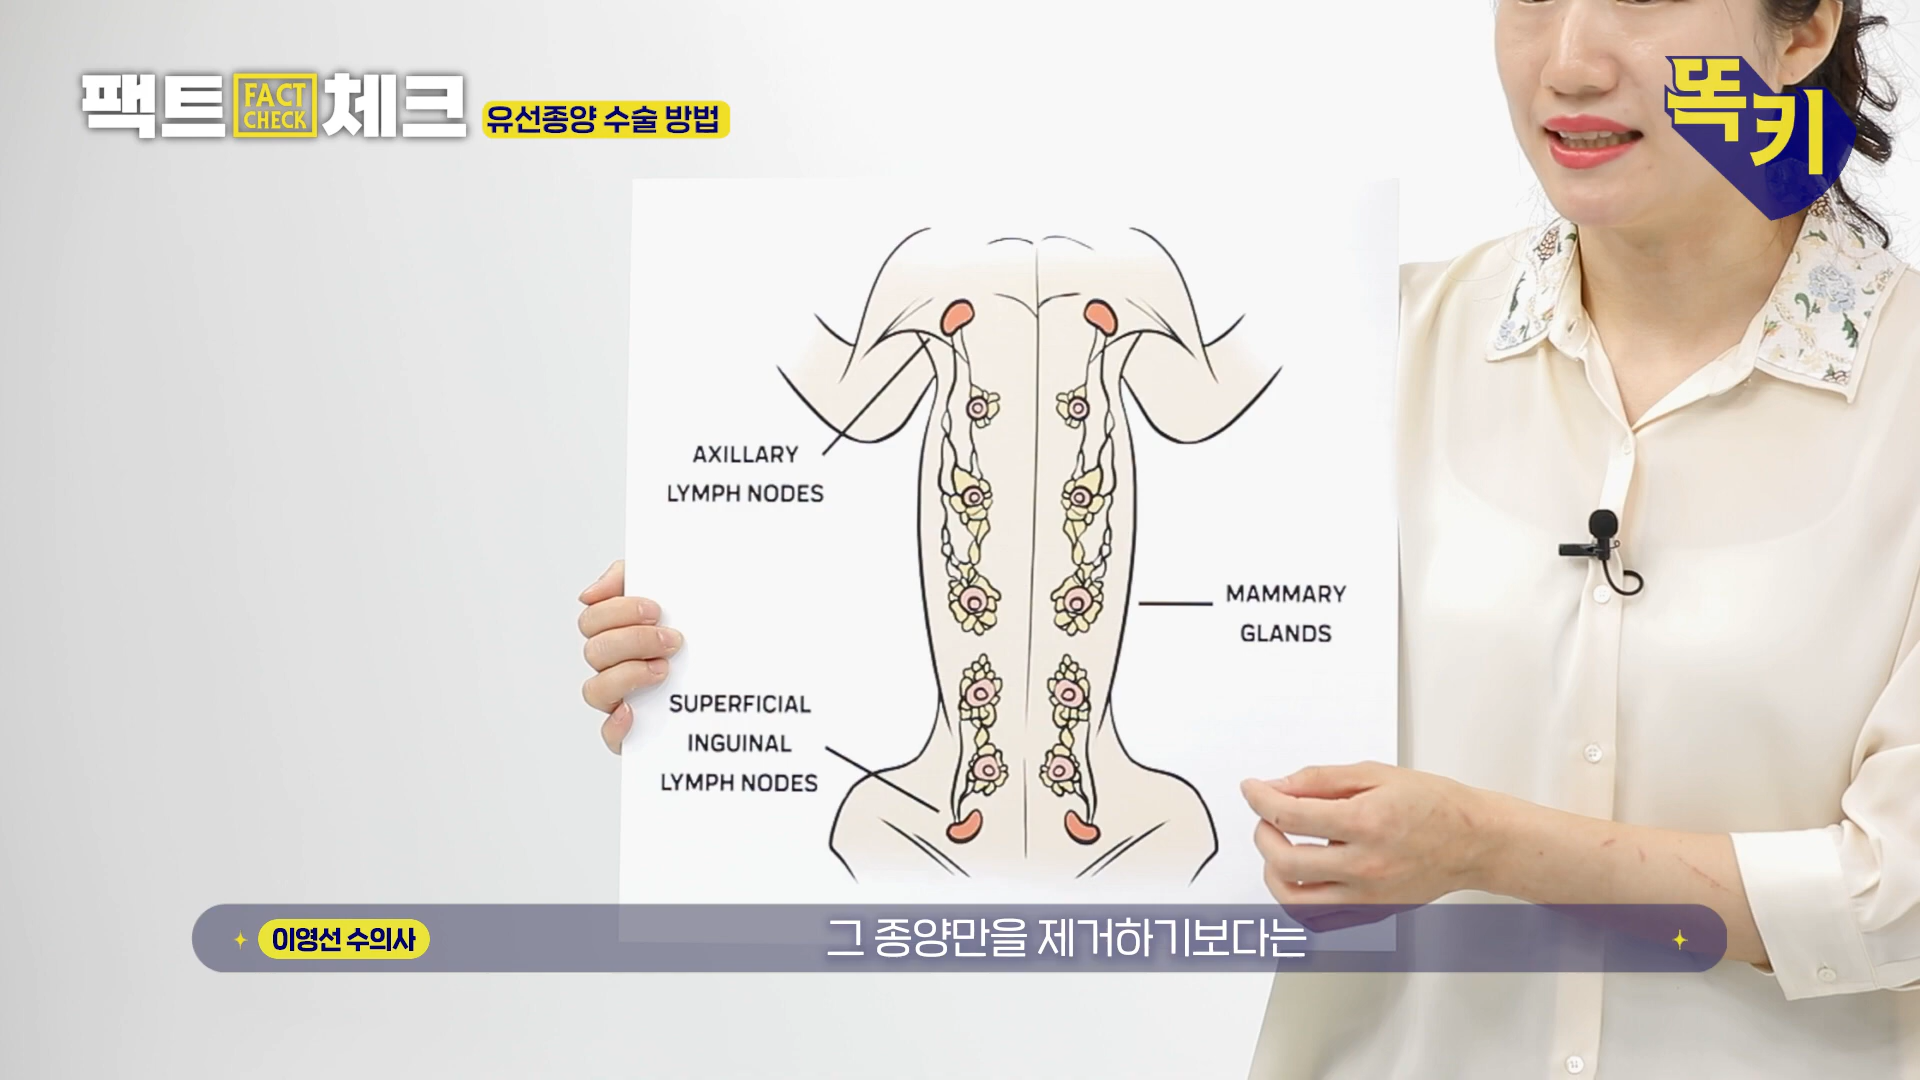 팩트 FACT CHECK 체크 유선종양 수술 방법
똑키
AXILLARY
LYMPH NODES
MAMMARY
GLANDS
SUPERFICIAL
INGUINAL
LYMPH NODES
이영선 수의사
그 종양만을 제거하기보다는